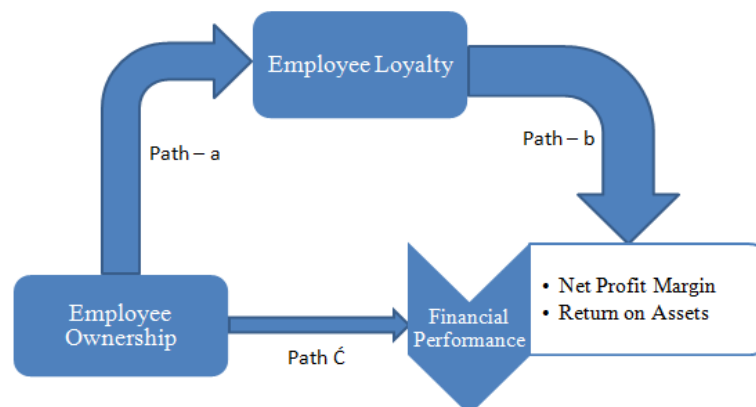 Employee Loyalty
Path – a
Path – b
Employee
Ownership
Path Ć
Financial
Performance
• Net Profit Margin
• Return on Assets